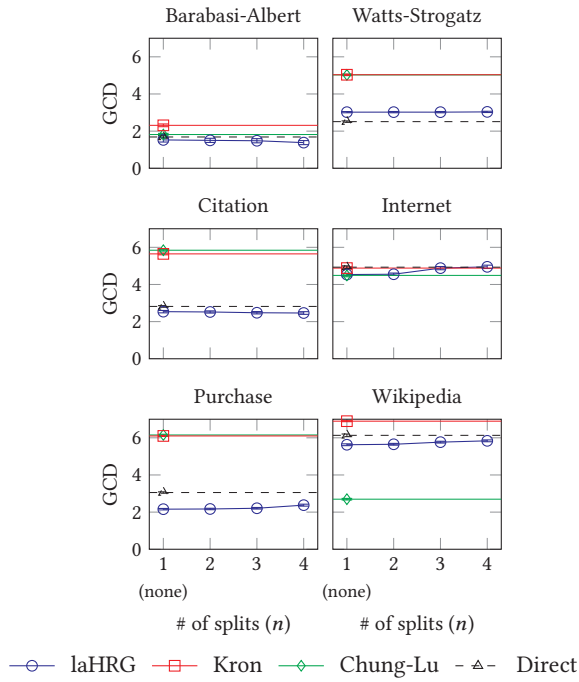 Barabasi-Albert Watts-Strogatz
6
4
2
0
GCD
Citation Internet
6
4
2
0
GCD
Purchase Wikipedia
6
4
2
0
GCD
1 2 3 4 1 2 3 4
(none) (none)
# of splits (n) # of splits (n)
laHRG Kron Chung-Lu Direct